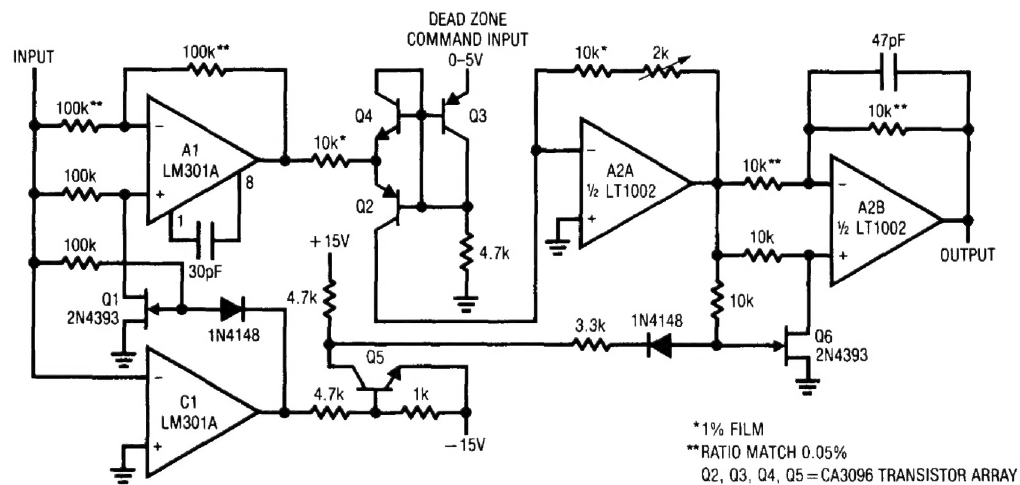 DEAD ZONE
COMMAND INPUT
0–5V
INPUT
100k**
100k**
A1
LM301A
8
1
100k
30pF
100k
Q1
2N4393
1N4148
C1
LM301A
10k*
Q4
Q3
Q2
4.7k
+15V
4.7k
Q5
4.7k
1k
–15V
10k*
2k
A2A
½ LT1002
10k**
10k
10k
3.3k
1N4148
Q6
2N4393
47pF
10k**
A2B
½ LT1002
OUTPUT
*1% FILM
**RATIO MATCH 0.05%
Q2, Q3, Q4, Q5=CA3096 TRANSISTOR ARRAY